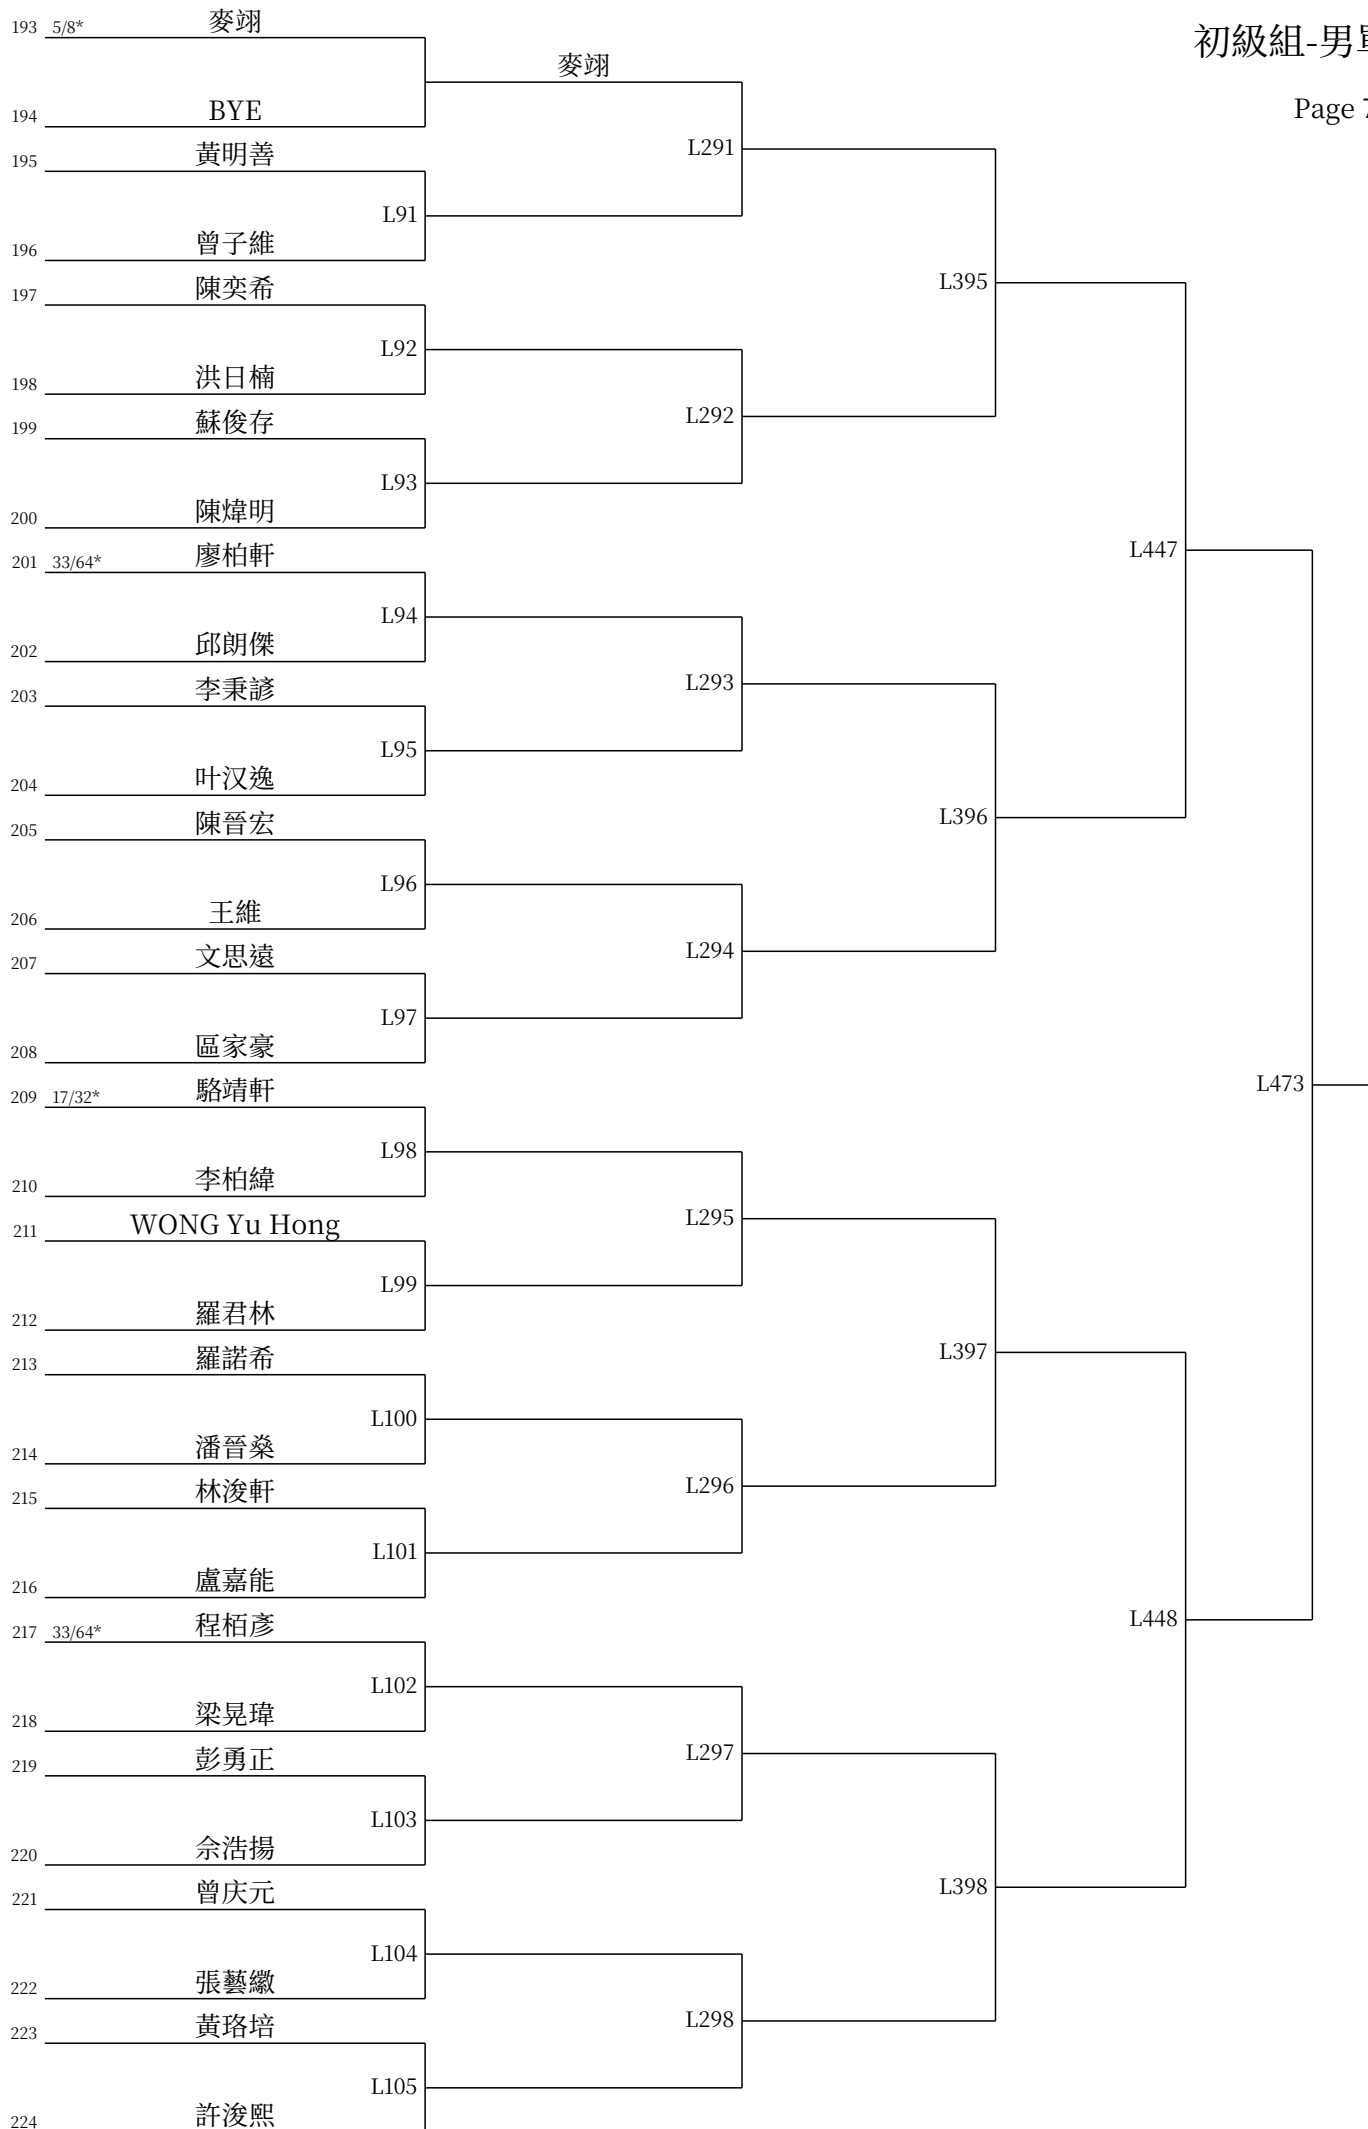 初級組-男單
Page 7
193 5/8* 麥翊
麥翊
194 BYE
L291
195 黃明善
L91
196 曾子維
L395
197 陳奕希
L92
198 洪日楠
L292
199 蘇俊存
L93
200 陳煒明
L447
201 33/64* 廖柏軒
L94
202 邱朗傑
L293
203 李秉諺
L95
204 叶汉逸
L396
205 陳晉宏
L96
206 王維
L294
207 文思遠
L97
208 區家豪
L473
209 17/32* 駱靖軒
L98
210 李柏緯
L295
211 WONG Yu Hong
L99
212 羅君林
L397
213 羅諾希
L100
214 潘晉燊
L296
215 林浚軒
L101
216 盧嘉能
L448
217 33/64* 程栢彥
L102
218 梁晃瑋
L297
219 彭勇正
L103
220 佘浩揚
L398
221 曾庆元
L104
222 張藝繳
L298
223 黃珞培
L105
224 許浚熙